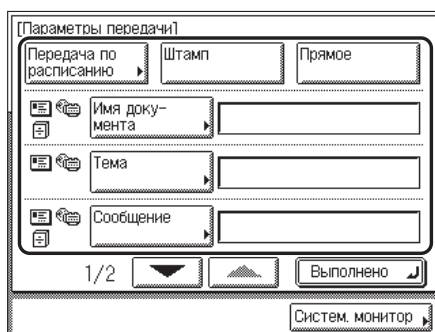 [Параметры передачи]
Передача по
расписанию
Штамп
Прямое
Имя доку-
мента
Тема
Сообщение
1/2
Выполнено
Систем. монитор